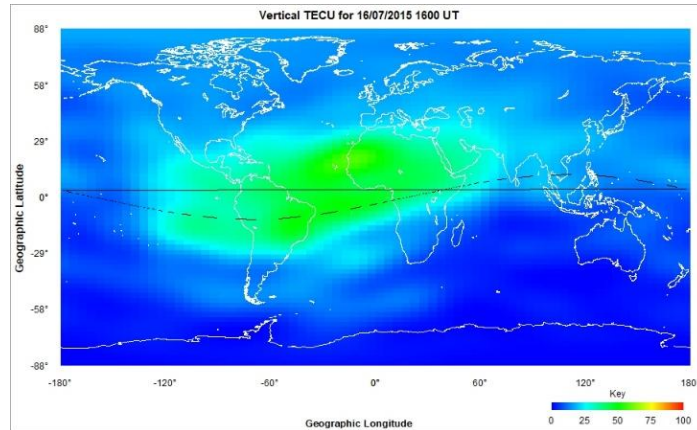 Vertical TECU for 16/07/2015 1600 UT
88°
58°
29°
0°
-29°
-58°
-88°
Geographic Latitude
-180°
-120°
-60°
0°
60°
120°
180°
Geographic Longitude
Key
0 25 50 75 100